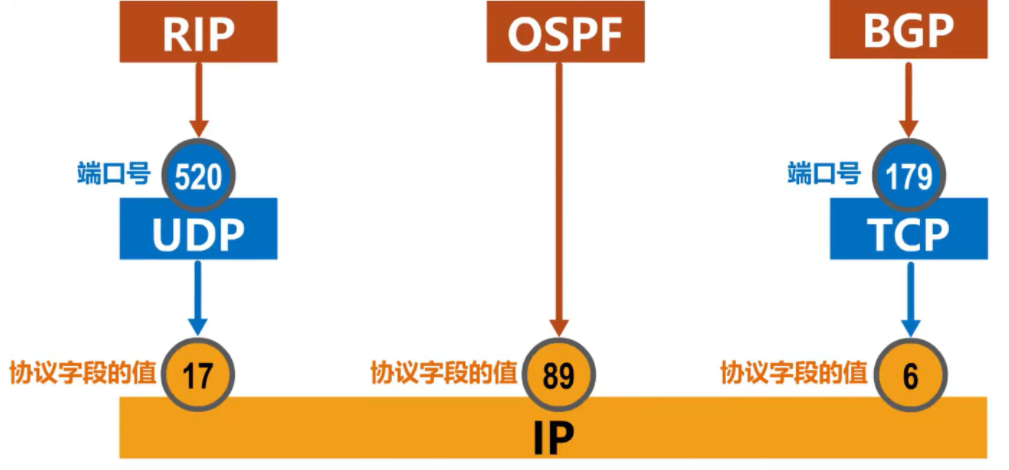 RIP
OSPF
BGP
端口号 520
端口号 179
UDP
TCP
协议字段的值 17
协议字段的值 89
协议字段的值 6
IP